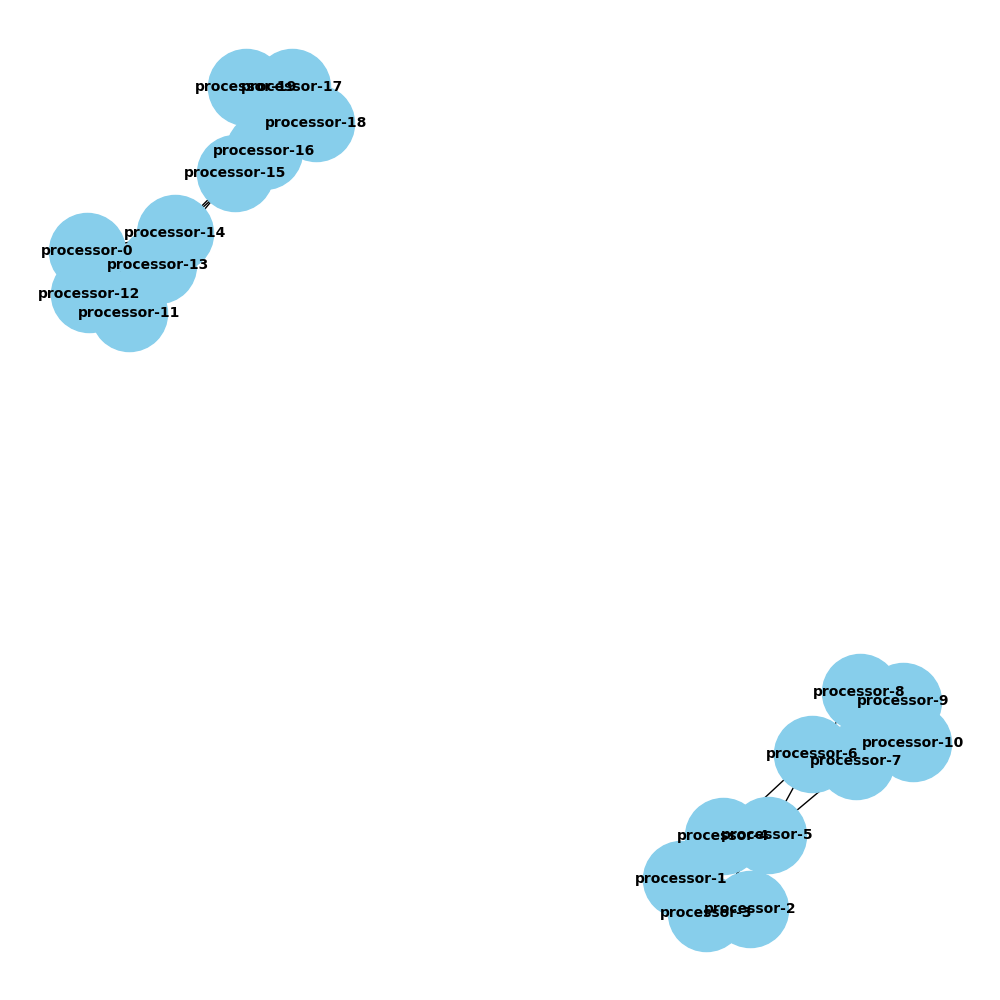 processor-19
processor-17
processor-18
processor-16
processor-15
processor-14
processor-0
processor-13
processor-12
processor-11
processor-8
processor-9
processor-10
processor-6
processor-7
processor-4
processor-5
processor-1
processor-2
processor-3